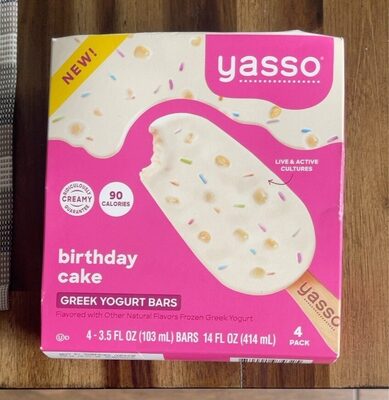 NEW!
yasso®
LIVE & ACTIVE
CULTURES
RIDICULOUSLY
CREAMY
GUARANTEE
90
CALORIES
birthday
cake
GREEK YOGURT BARS
Flavored with Other Natural Flavors Frozen Greek Yogurt
yasso
4 - 3.5 FL OZ (103 mL) BARS 14 FL OZ (414 mL)
4
PACK